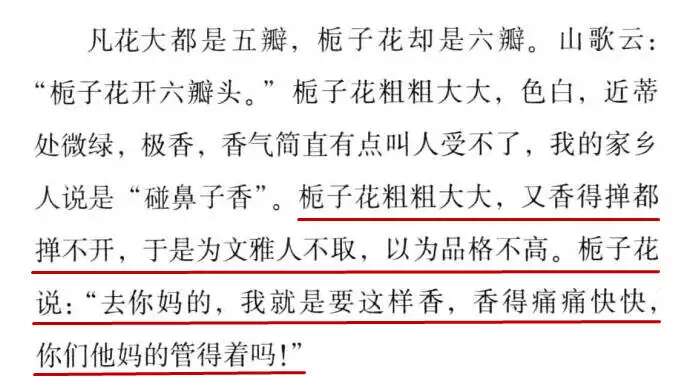 凡花大都是五瓣，栀子花却是六瓣。山歌云：
“栀子花开六瓣头。”栀子花粗粗大大，色白，近蒂
处微绿，极香，香气简直有点叫人受不了，我的家乡
人说是“碰鼻子香”。栀子花粗粗大大，又香得掸都
掸不开，于是为文雅人不取，以为品格不高。栀子花
说：“去你妈的，我就是要这样香，香得痛痛快快，
你们他妈的管得着吗！”